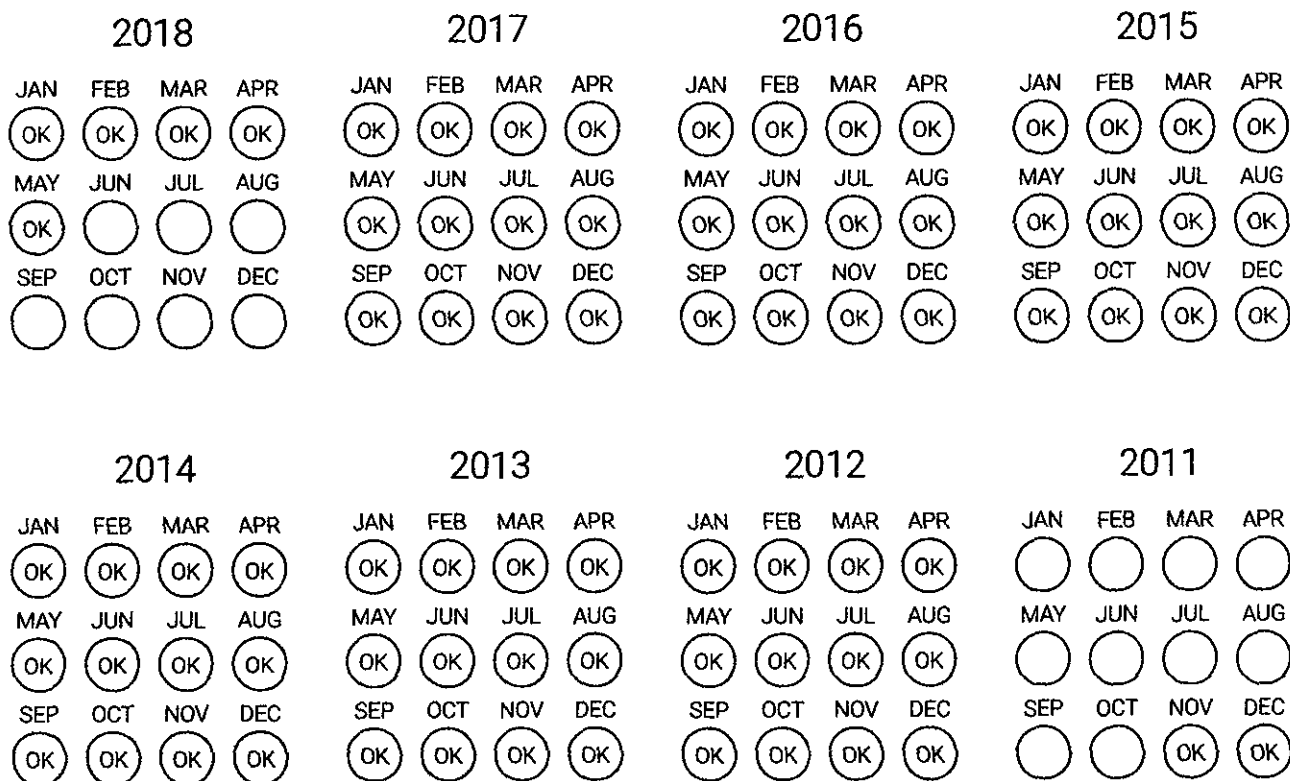 2018 2017 2016 2015
JAN FEB MAR APR JAN FEB MAR APR JAN FEB MAR APR JAN FEB MAR APR
OK OK OK OK OK OK OK OK OK OK OK OK OK OK OK OK
MAY JUN JUL AUG MAY JUN JUL AUG MAY JUN JUL AUG MAY JUN JUL AUG
OK OK OK OK OK OK OK OK OK OK OK OK OK
SEP OCT NOV DEC SEP OCT NOV DEC SEP OCT NOV DEC SEP OCT NOV DEC
OK OK OK OK OK OK OK OK OK OK OK OK
2014 2013 2012 2011
JAN FEB MAR APR JAN FEB MAR APR JAN FEB MAR APR JAN FEB MAR APR
OK OK OK OK OK OK OK OK OK OK OK OK
MAY JUN JUL AUG MAY JUN JUL AUG MAY JUN JUL AUG MAY JUN JUL AUG
OK OK OK OK OK OK OK OK OK OK OK OK
SEP OCT NOV DEC SEP OCT NOV DEC SEP OCT NOV DEC SEP OCT NOV DEC
OK OK OK OK OK OK OK OK OK OK OK OK OK OK